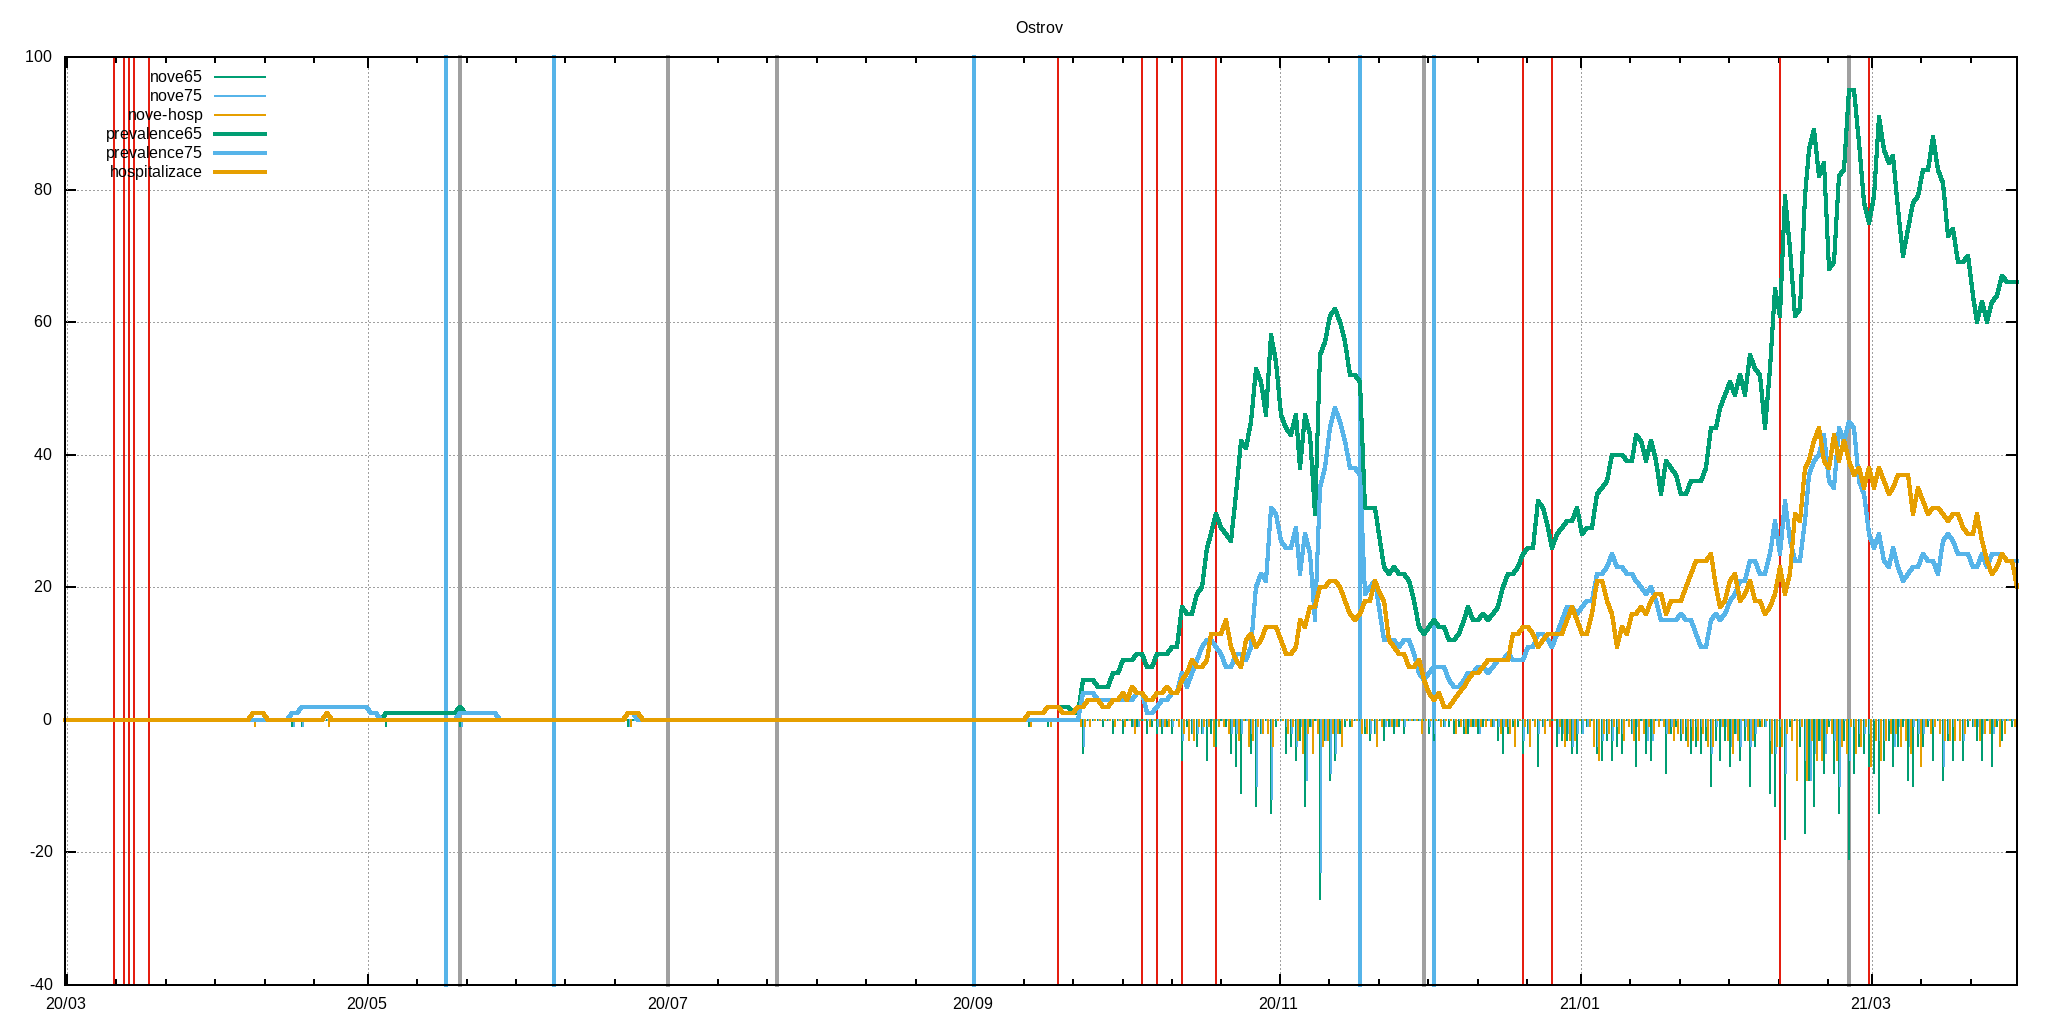 Ostrov
100
80
60
40
20
0
-20
-40
nove65
nove75
nove-hosp
prevalence65
prevalence75
hospitalizace
20/03 20/05 20/07 20/09 20/11 21/01 21/03